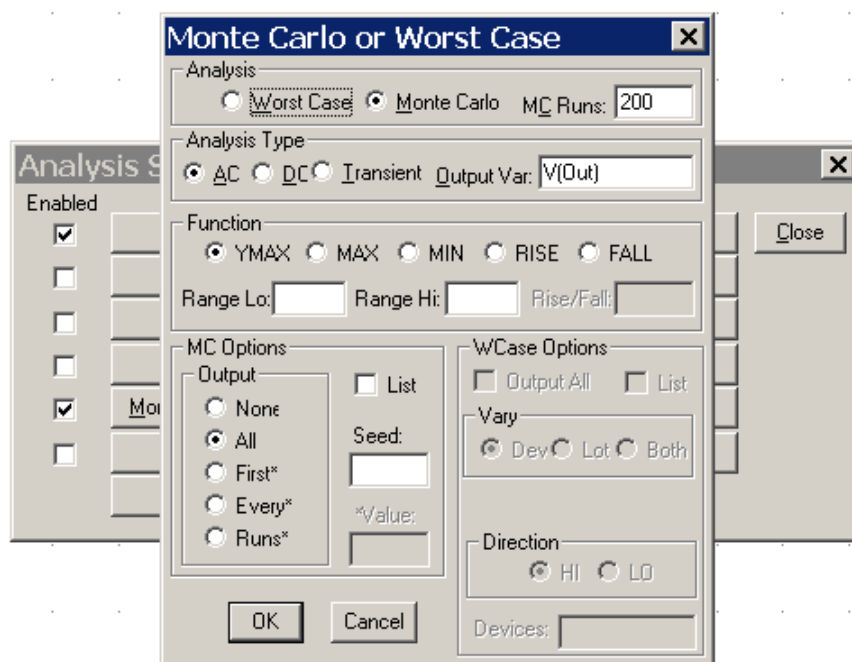 Monte Carlo or Worst Case
Analysis
Worst Case Monte Carlo MC Runs: 200
Analysis Type
AC DC Transient Output Var: V(Out)
Function
YMAX MAX MIN RISE FALL
Range Lo: Range Hi: Rise/Fall:
MC Options
Output
None
All
First*
Every*
Runs*
List
Seed:
*Value:
WCase Options
Output All List
Vary
Dev Lot Both
Direction
HI LO
Devices:
OK Cancel
Analysis S
Enabled
Close
Mo